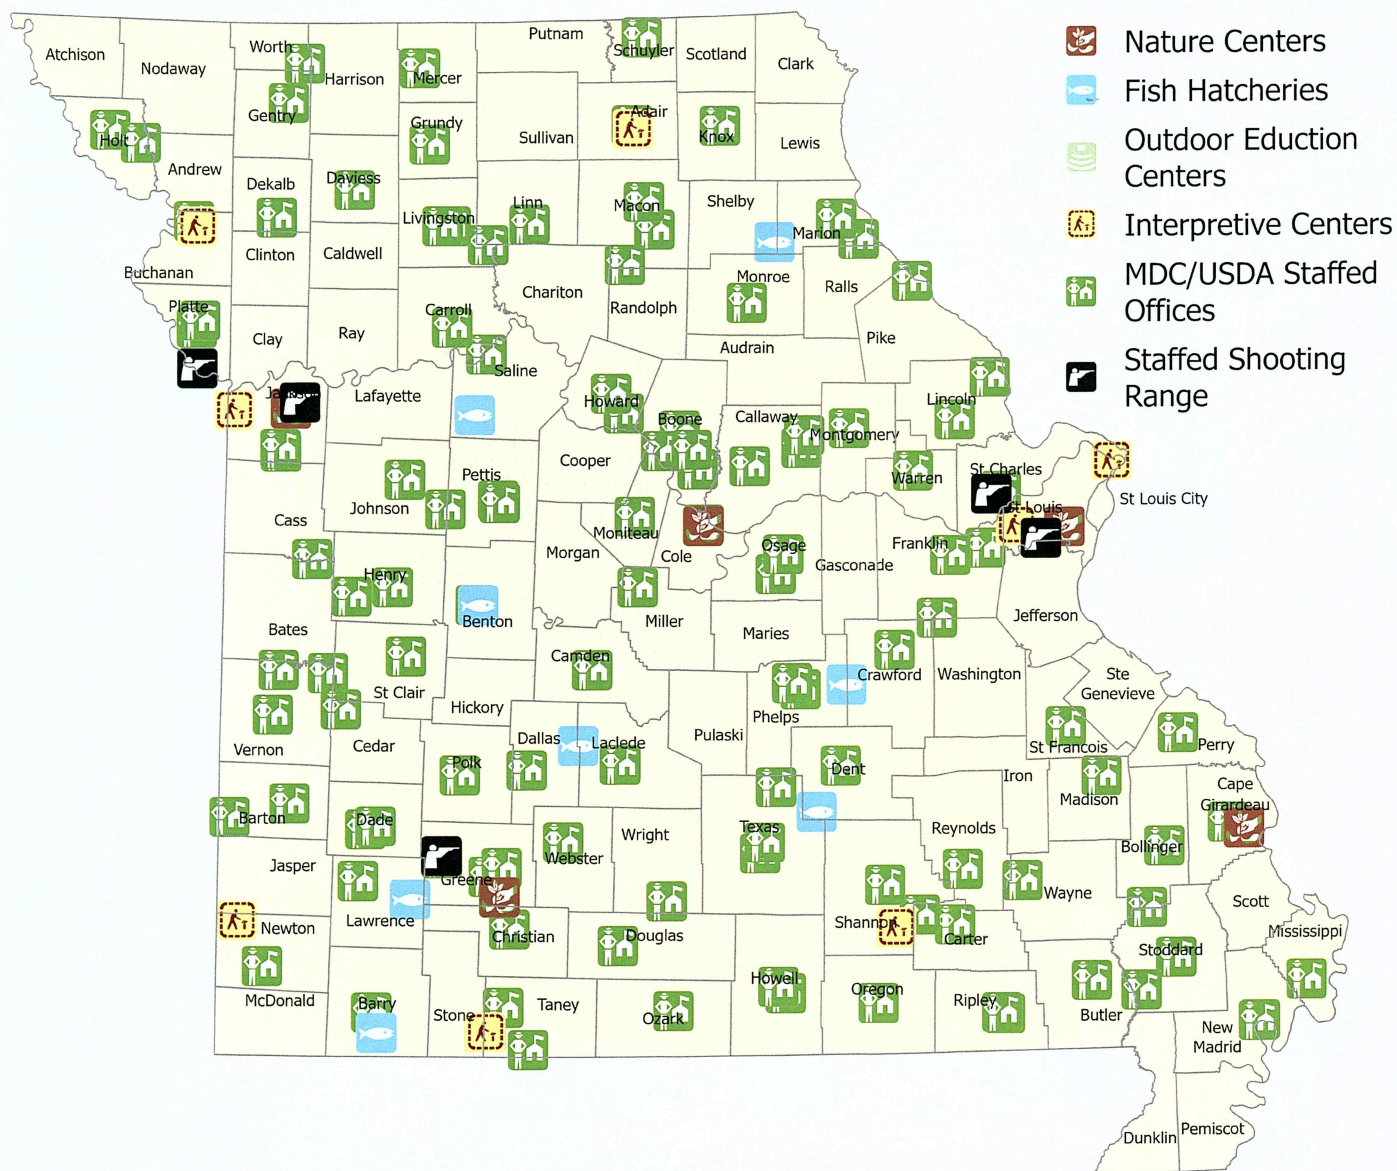 Nature Centers
Fish Hatcheries
Outdoor Eduction
Centers
Interpretive Centers
MDC/USDA Staffed
Offices
Staffed Shooting
Range
Atchison
Nodaway
Worth
Harrison
Mercer
Putnam
Schuyler
Scotland
Clark
Gentry
Holt
Andrew
Dekalb
Daviess
Grundy
Sullivan
Adair
Knox
Lewis
Livingston
Linn
Macon
Shelby
Marion
Buchanan
Clinton
Caldwell
Chariton
Randolph
Monroe
Ralls
Platte
Clay
Ray
Carroll
Saline
Audrain
Pike
Jackson
Lafayette
Howard
Boone
Callaway
Montgomery
Lincoln
Cooper
Pettis
Johnson
Warren
St Charles
St Louis City
St Louis
Cass
Moniteau
Morgan
Cole
Osage
Gasconade
Franklin
Henry
Benton
Miller
Maries
Jefferson
Bates
Camden
St Clair
Hickory
Crawford
Washington
Ste
Genevieve
Phelps
Pulaski
Vernon
Cedar
Dallas
Laclede
Polk
Dent
St Francois
Perry
Iron
Madison
Cape
Girardeau
Barton
Dade
Texas
Wright
Webster
Reynolds
Bollinger
Jasper
Greene
Wayne
Scott
Newton
Lawrence
Christian
Douglas
Shannon
Carter
Mississippi
Stoddard
McDonald
Barry
Stone
Taney
Ozark
Howell
Oregon
Ripley
Butler
New
Madrid
Dunklin
Pemiscot